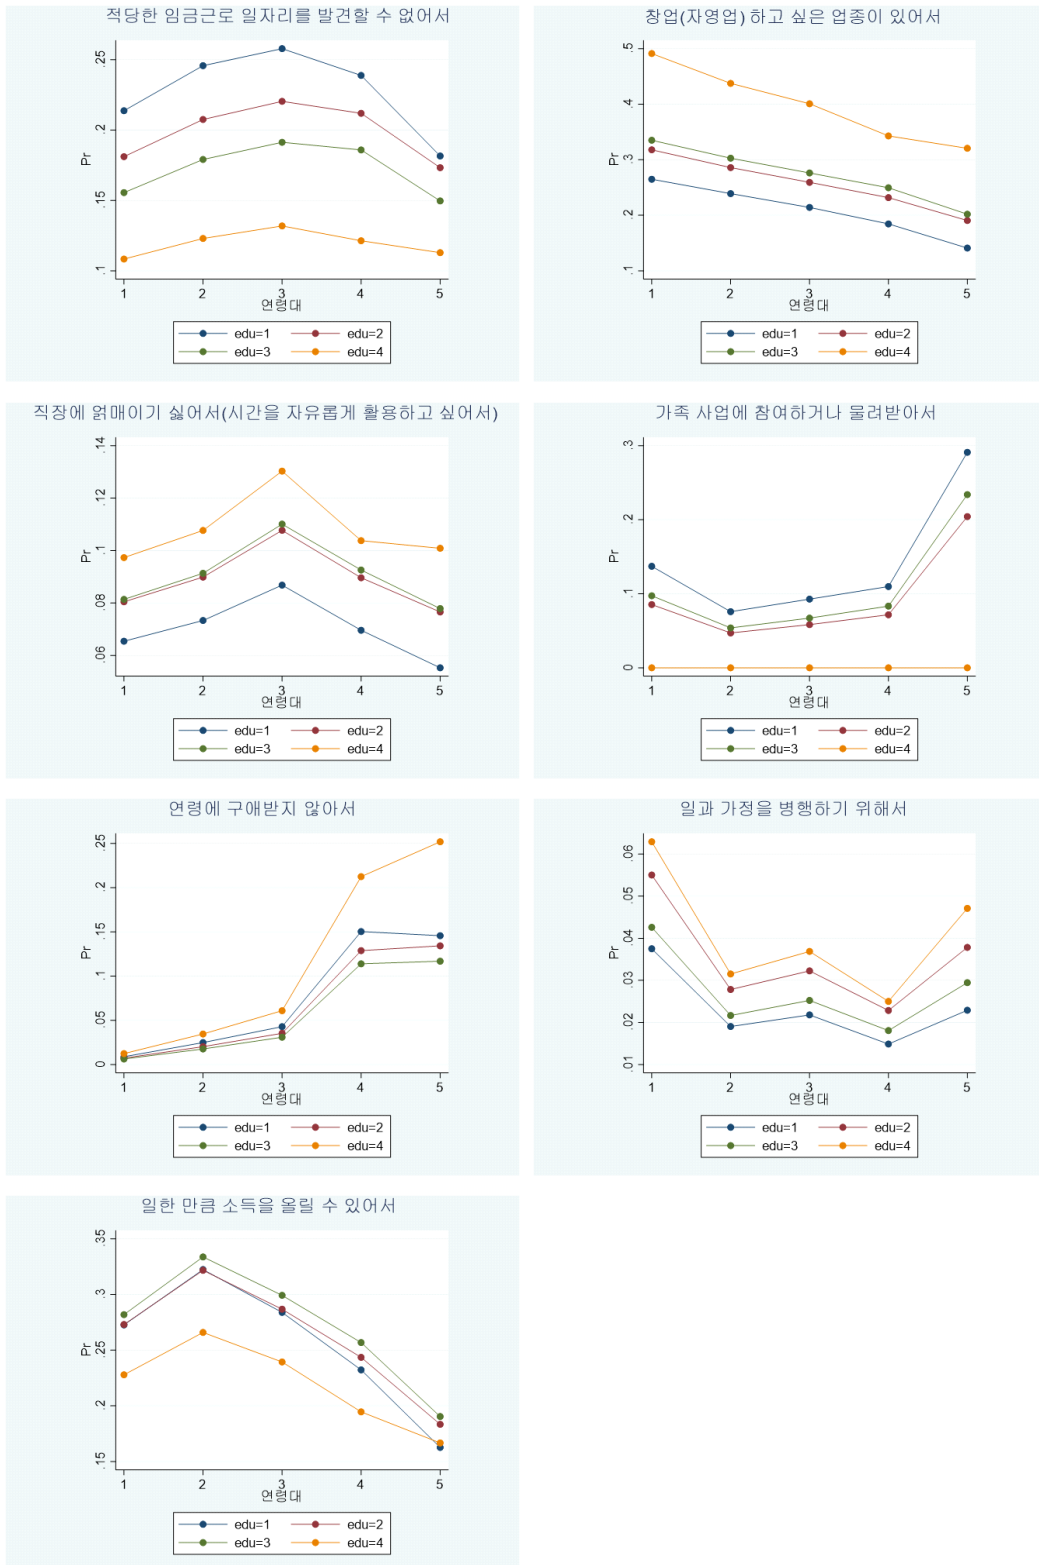 적당한 임금근로 일자리를 발견할 수 없어서
Pr
.25
.2
.15
.1
1 2 3 4 5
연령대
edu=1 edu=2
edu=3 edu=4
창업(자영업) 하고 싶은 업종이 있어서
Pr
.5
.4
.3
.2
.1
1 2 3 4 5
연령대
edu=1 edu=2
edu=3 edu=4
직장에 얽매이기 싫어서(시간을 자유롭게 활용하고 싶어서)
Pr
.14
.12
.1
.08
.06
1 2 3 4 5
연령대
edu=1 edu=2
edu=3 edu=4
가족 사업에 참여하거나 물려받아서
Pr
.3
.2
.1
0
1 2 3 4 5
연령대
edu=1 edu=2
edu=3 edu=4
연령에 구애받지 않아서
Pr
.25
.2
.15
.1
.05
0
1 2 3 4 5
연령대
edu=1 edu=2
edu=3 edu=4
일과 가정을 병행하기 위해서
Pr
.06
.05
.04
.03
.02
.01
1 2 3 4 5
연령대
edu=1 edu=2
edu=3 edu=4
일한 만큼 소득을 올릴 수 있어서
Pr
.35
.3
.25
.2
.15
1 2 3 4 5
연령대
edu=1 edu=2
edu=3 edu=4